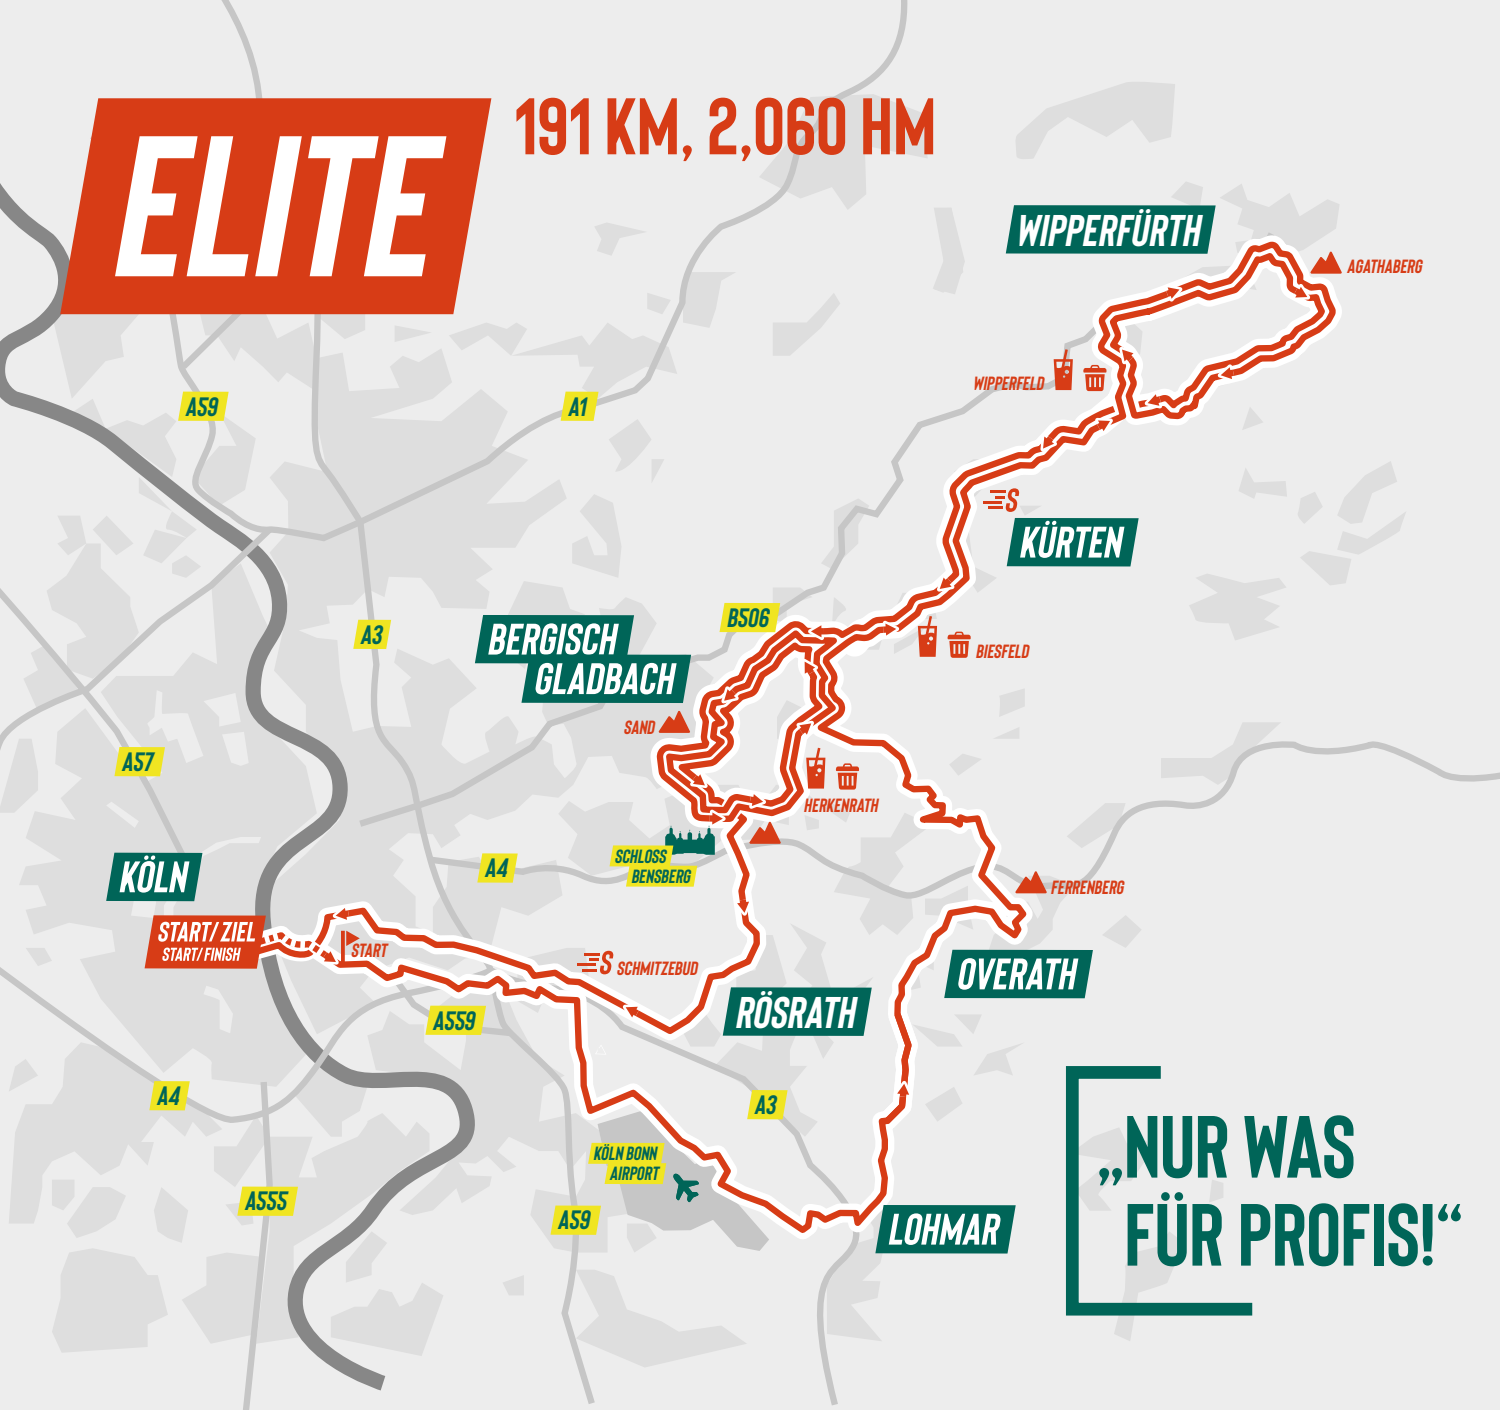 ELITE
191 KM, 2,060 HM
WIPPERFÜRTH
AGATHABERG
WIPPERFELD
A59
A1
S
KÜRTEN
B506
A3
BERGISCH
GLADBACH
BIESFELD
SAND
A57
HERKENRATH
SCHLOSS
BENSBERG
A4
KÖLN
FERRENBERG
START/ ZIEL
START/ FINISH
START
S SCHMITZEBUD
OVERATH
RÖSRATH
A559
A4
A3
„NUR WAS
FÜR PROFIS!“
KÖLN BONN
AIRPORT
A555
A59
LOHMAR